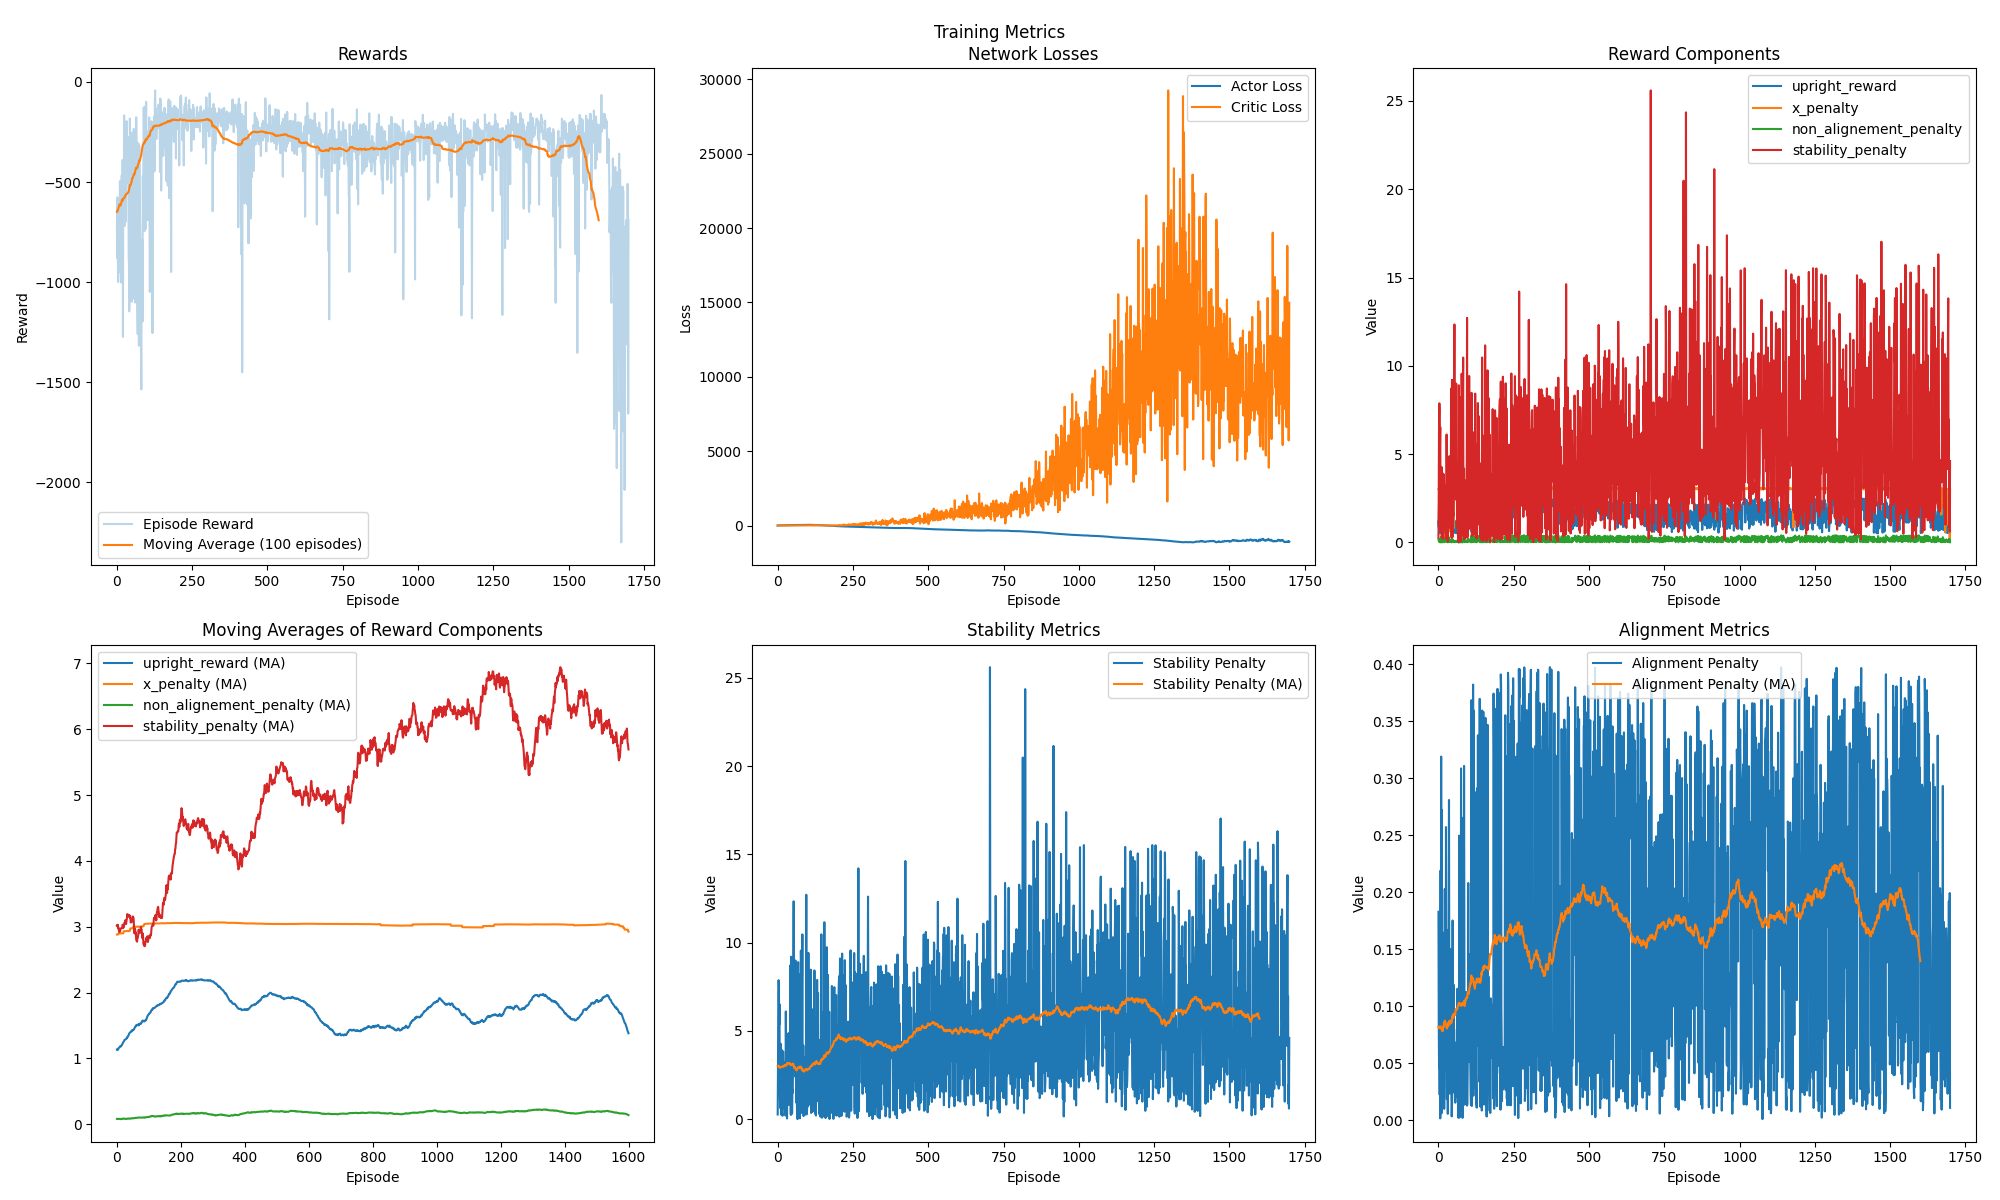 Training Metrics
Rewards
0
−500
−1000
−1500
−2000
Reward
Episode Reward
Moving Average (100 episodes)
0 250 500 750 1000 1250 1500 1750
Episode
Network Losses
30000
25000
20000
15000
10000
5000
0
Loss
Actor Loss
Critic Loss
0 250 500 750 1000 1250 1500 1750
Episode
Reward Components
25
20
15
10
5
0
Value
upright_reward
x_penalty
non_alignement_penalty
stability_penalty
0 250 500 750 1000 1250 1500 1750
Episode
Moving Averages of Reward Components
7
6
5
4
3
2
1
0
Value
upright_reward (MA)
x_penalty (MA)
non_alignement_penalty (MA)
stability_penalty (MA)
0 200 400 600 800 1000 1200 1400 1600
Episode
Stability Metrics
25
20
15
10
5
0
Value
Stability Penalty
Stability Penalty (MA)
0 250 500 750 1000 1250 1500 1750
Episode
Alignment Metrics
0.40
0.35
0.30
0.25
0.20
0.15
0.10
0.05
0.00
Value
Alignment Penalty
Alignment Penalty (MA)
0 250 500 750 1000 1250 1500 1750
Episode